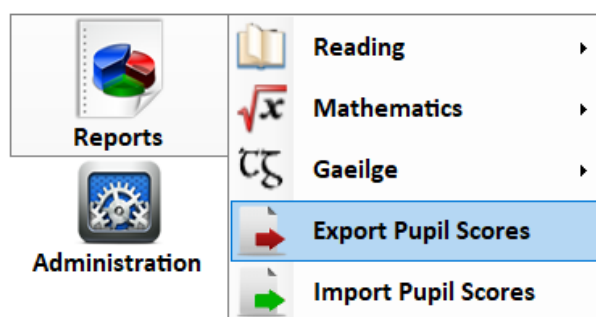 Reports
Administration
Reading
Mathematics
Gaeilge
Export Pupil Scores
Import Pupil Scores